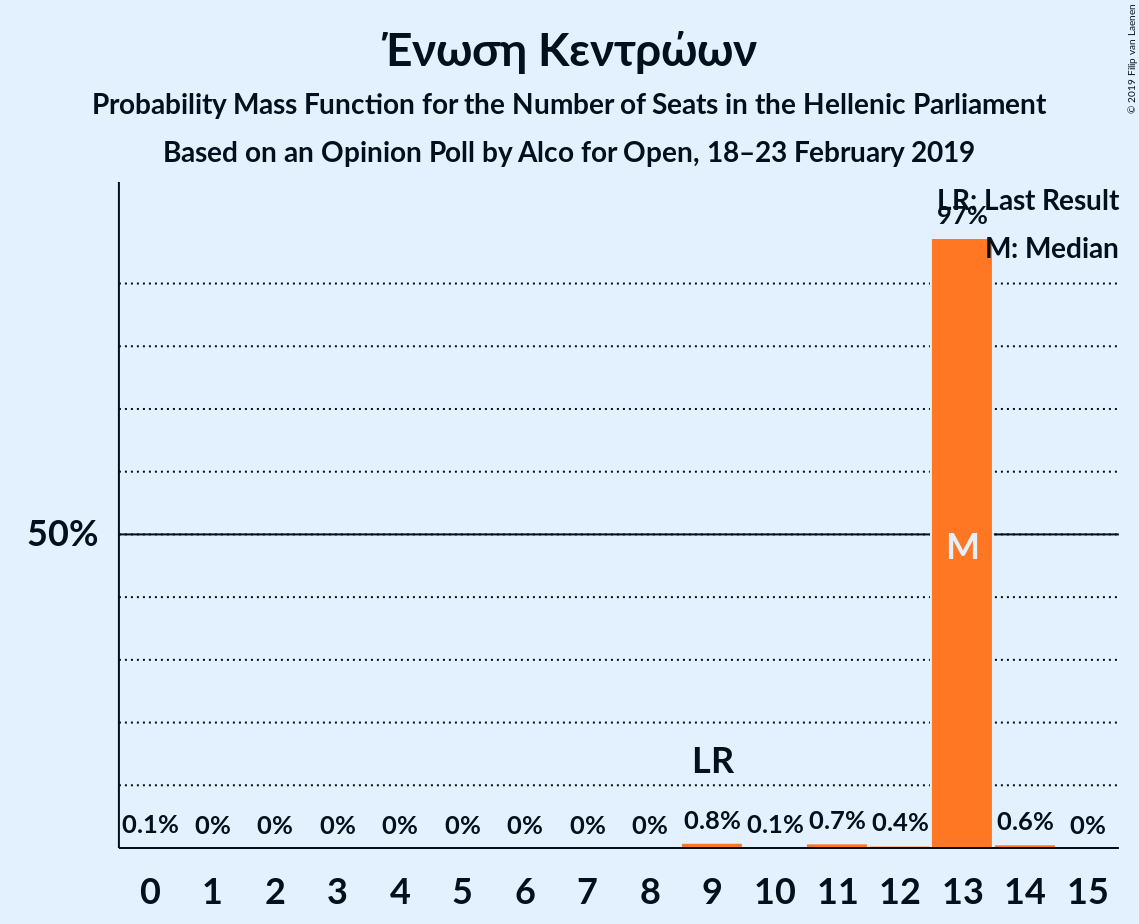 Ένωση Κεντρώων
Probability Mass Function for the Number of Seats in the Hellenic Parliament
Based on an Opinion Poll by Alco for Open, 18–23 February 2019
© 2019 Filip van Laenen
LR: Last Result
97%
M: Median
50%
M
LR
0.1% 0% 0% 0% 0% 0% 0% 0% 0% 0.8% 0.1% 0.7% 0.4% 0.6% 0%
0 1 2 3 4 5 6 7 8 9 10 11 12 13 14 15